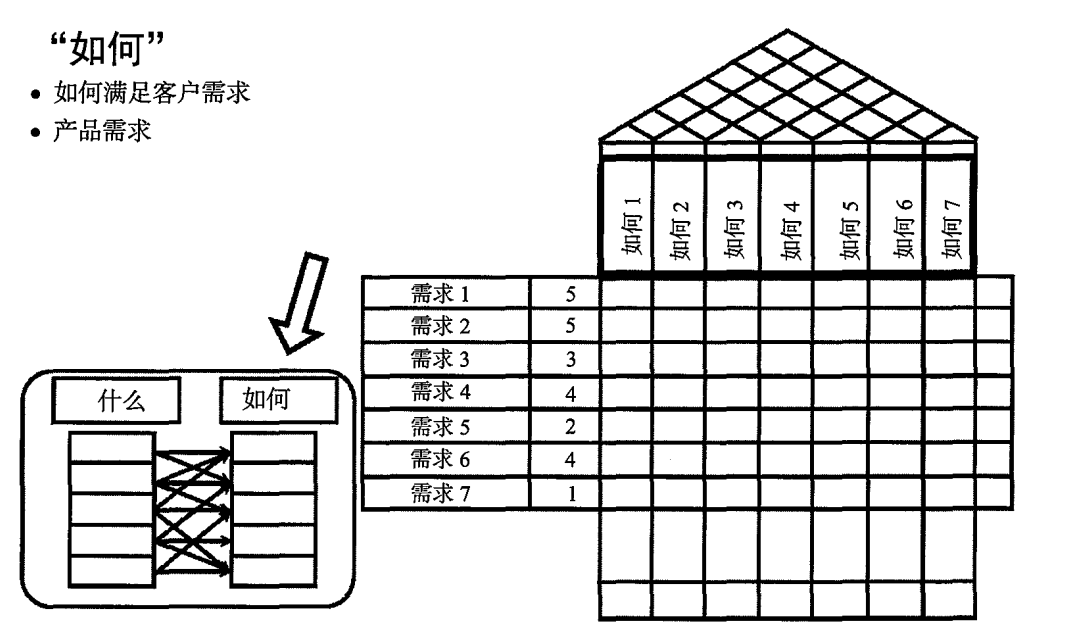 “如何”
• 如何满足客户需求
• 产品需求
如何 1
如何 2
如何 3
如何 4
如何 5
如何 6
如何 7
需求 1 5
需求 2 5
需求 3 3
需求 4 4
需求 5 2
需求 6 4
需求 7 1
什么 如何